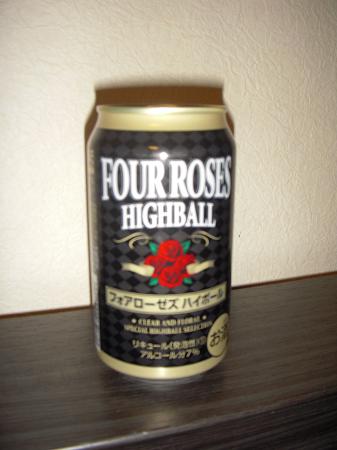 FOUR ROSES
HIGHBALL
フォアローゼズ ハイボール
CLEAR AND FLORAL
SPECIAL HIGHBALL SELECTION
リキュール(発泡性)①
アルコール分7%
お酒